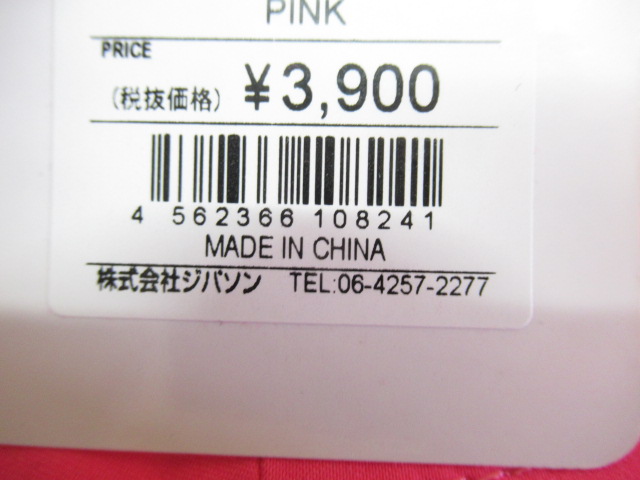 PINK
PRICE
(税抜価格) ¥3,900
4 562366 108241
MADE IN CHINA
株式会社ジパソン TEL:06-4257-2277